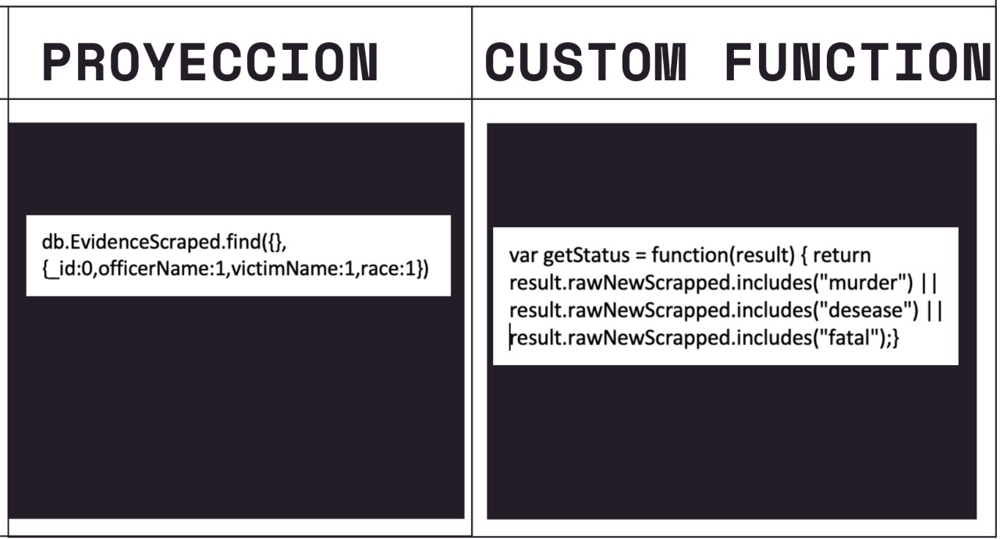 PROYECCION
CUSTOM FUNCTION
db.EvidenceScraped.find({},
{_id:0,officerName:1,victimName:1,race:1})
var getStatus = function(result) { return
result.rawNewScrapped.includes("murder") ||
result.rawNewScrapped.includes("desease") ||
result.rawNewScrapped.includes("fatal");}